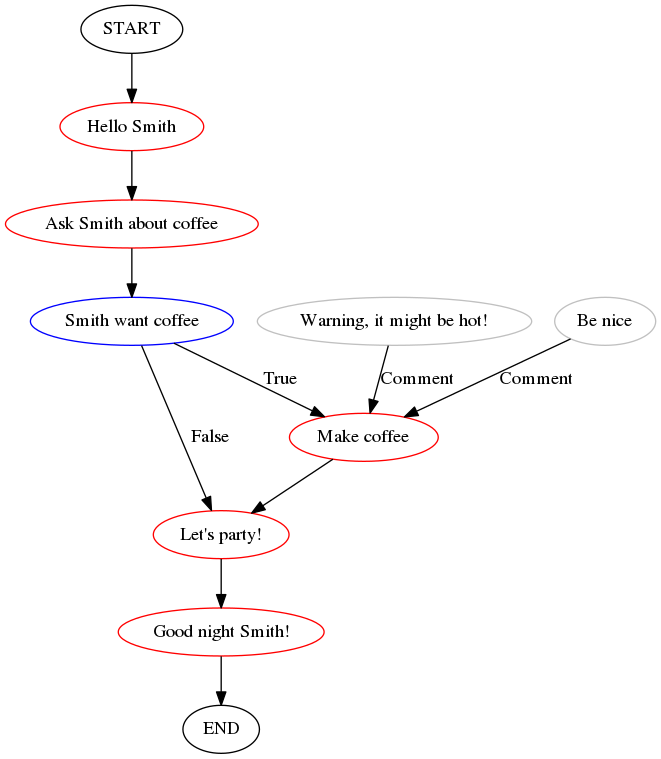 START
Hello Smith
Ask Smith about coffee
Smith want coffee
Warning, it might be hot!
Be nice
True
Comment
Comment
False
Make coffee
Let's party!
Good night Smith!
END